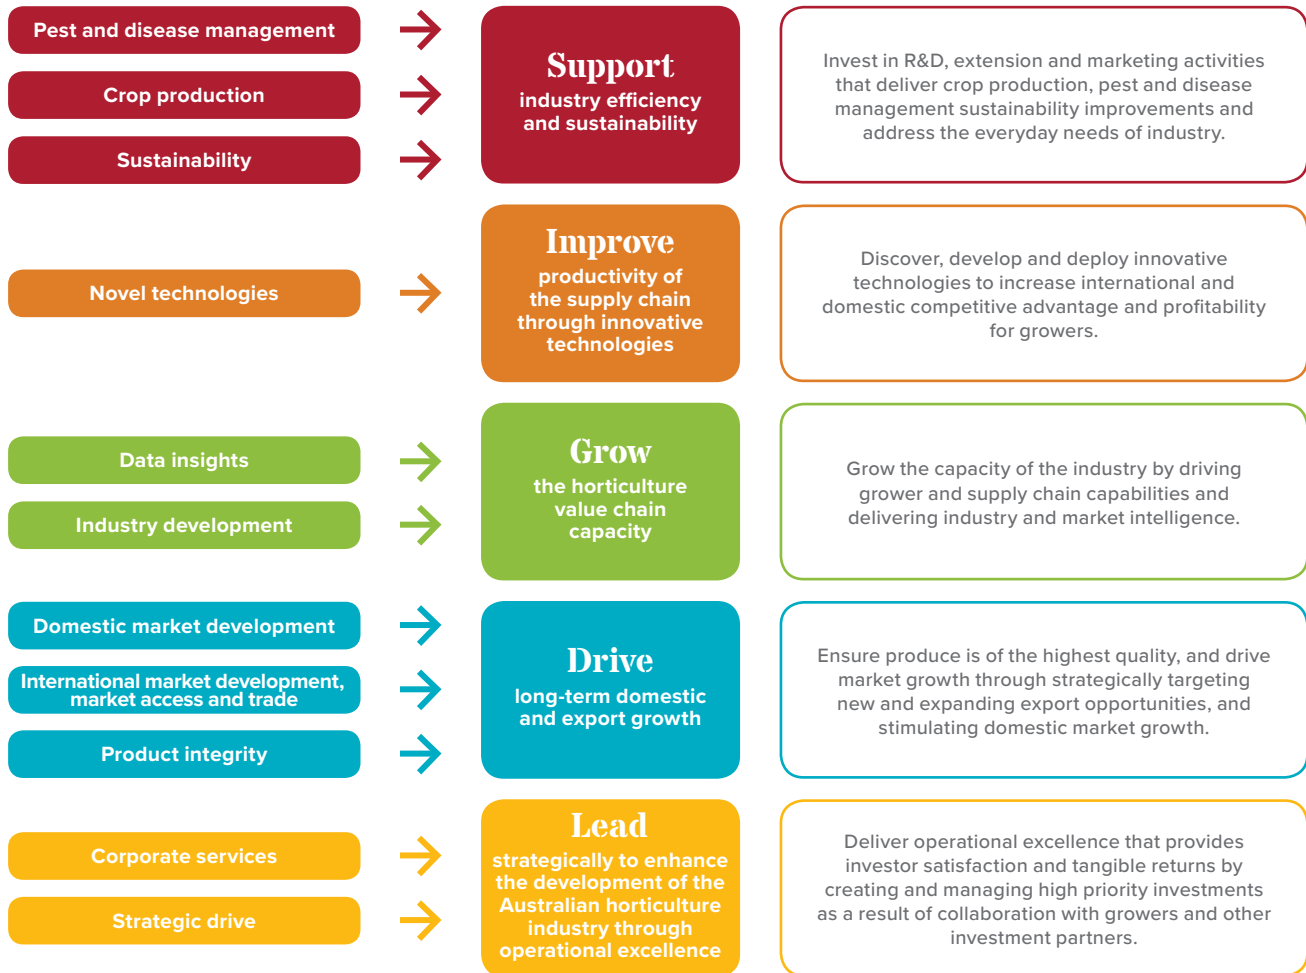 Pest and disease management
Crop production
Sustainability
Support
industry efficiency
and sustainability
Invest in R&D, extension and marketing activities
that deliver crop production, pest and disease
management sustainability improvements and
address the everyday needs of industry.
Novel technologies
Improve
productivity of
the supply chain
through innovative
technologies
Discover, develop and deploy innovative
technologies to increase international and
domestic competitive advantage and profitability
for growers.
Data insights
Industry development
Grow
the horticulture
value chain
capacity
Grow the capacity of the industry by driving
grower and supply chain capabilities and
delivering industry and market intelligence.
Domestic market development
International market development,
market access and trade
Product integrity
Drive
long-term domestic
and export growth
Ensure produce is of the highest quality, and drive
market growth through strategically targeting
new and expanding export opportunities, and
stimulating domestic market growth.
Corporate services
Strategic drive
Lead
strategically to enhance
the development of the
Australian horticulture
industry through
operational excellence
Deliver operational excellence that provides
investor satisfaction and tangible returns by
creating and managing high priority investments
as a result of collaboration with growers and other
investment partners.